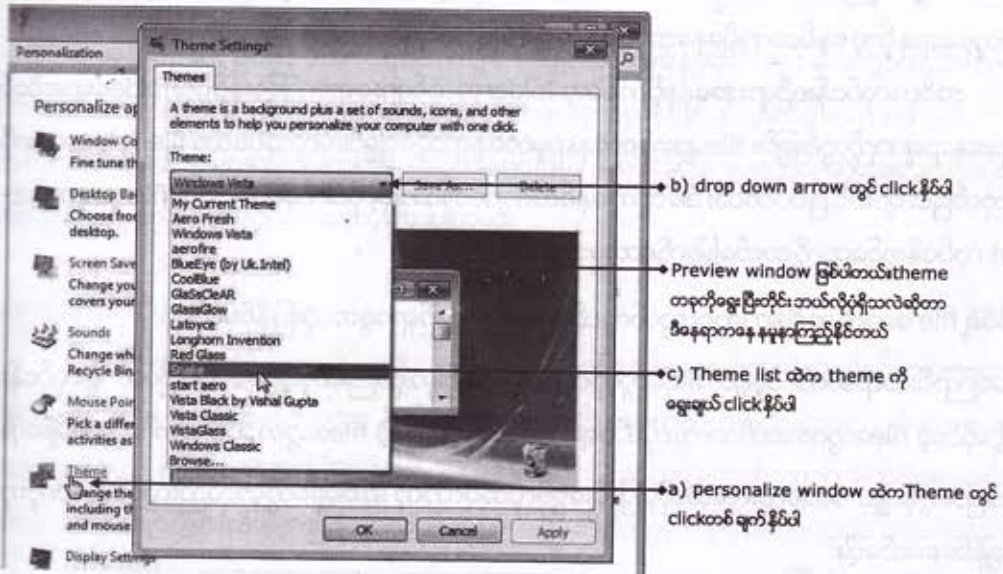 Personalization
Personalize ap
Window Co
Fine tune th
Desktop Ba
Choose from
desktop.
Screen Save
Change you
covers your
Sounds
Change wh
Recycle Bin
Mouse Poin
Pick a differ
activities as
Theme
Change the
including th
and mouse
Display Settings
Theme Settings
Themes
A theme is a background plus a set of sounds, icons, and other
elements to help you personalize your computer with one click.
Theme:
Windows Vista
Save As...
Delete
My Current Theme
Aero Fresh
Windows Vista
aerofire
BlueEye (by Uk.Intel)
CoolBlue
GlaSsCleAR
GlassGlow
Latoyce
Longhorn Invention
Red Glass
start aero
Vista Black by Vishal Gupta
Vista Classic
VistaGlass
Windows Classic
Browse...
OK
Cancel
Apply
b) drop down arrow တွင် click နှိပ်ပါ
Preview window ဖြစ်ပါတယ်။theme
တခုကိုရွေးပြီးတိုင်း ဘယ်လိုပုံရှိသလဲဆိုတာ
ဒီနေရာကနေ နမူနာကြည့်နိုင်တယ်
c) Theme list ထဲက theme ကို
ရွေးချယ် click နှိပ်ပါ
a) personalize window ထဲကTheme တွင်
clickတစ် ချက် နှိပ်ပါ